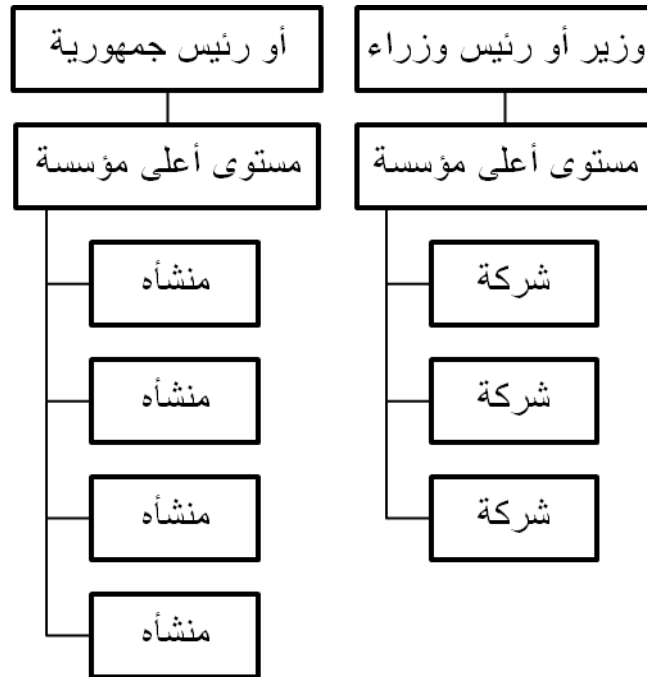 وزير أو رئيس وزراء
أو رئيس جمهورية
مستوى أعلى مؤسسة
مستوى أعلى مؤسسة
شركة
منشأه
شركة
منشأه
شركة
منشأه
منشأه